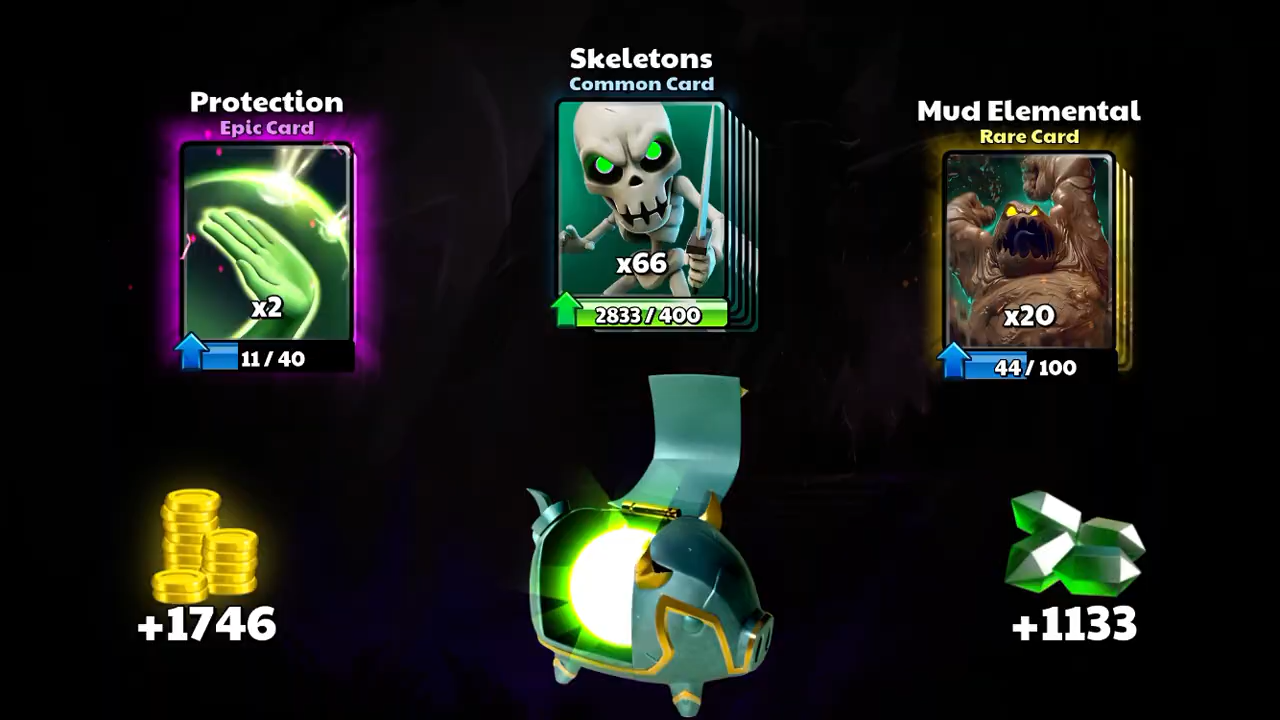 Skeletons
Common Card
x66
2833 / 400
Protection
Epic Card
x2
11 / 40
Mud Elemental
Rare Card
x20
44 / 100
+1746
+1133